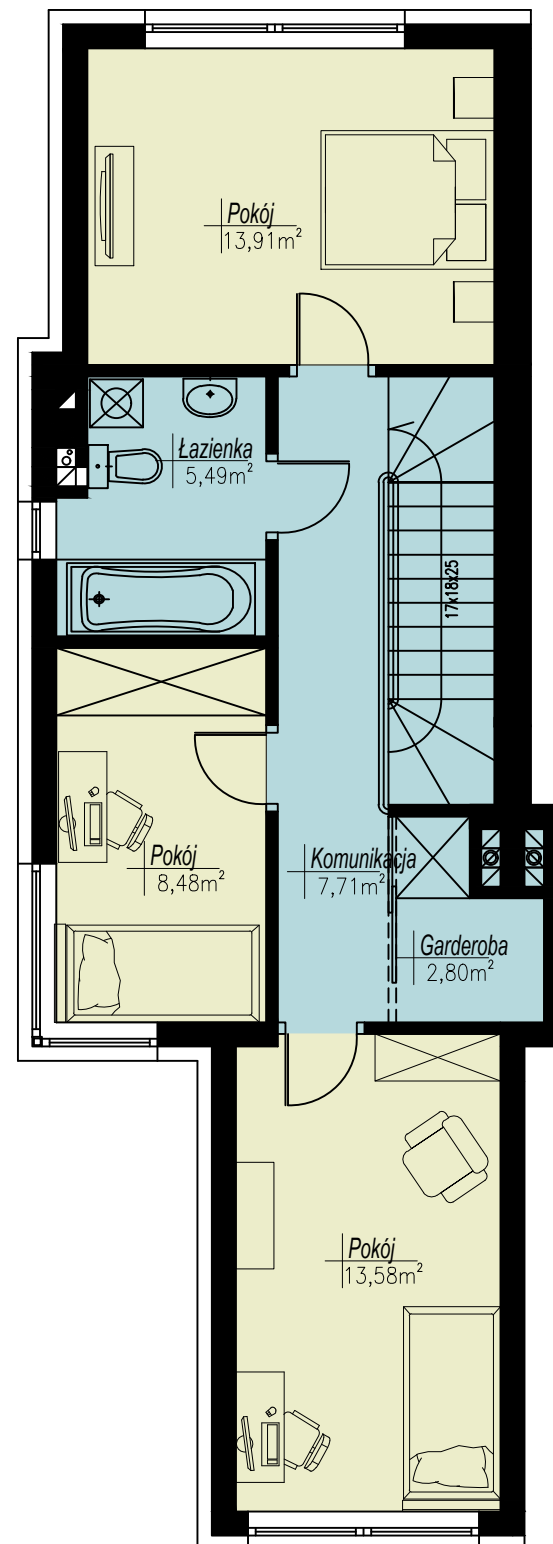 Pokój
13,91m²
Łazienka
5,49m²
17x18x25
Pokój
8,48m²
Komunikacja
7,71m²
Garderoba
2,80m²
Pokój
13,58m²